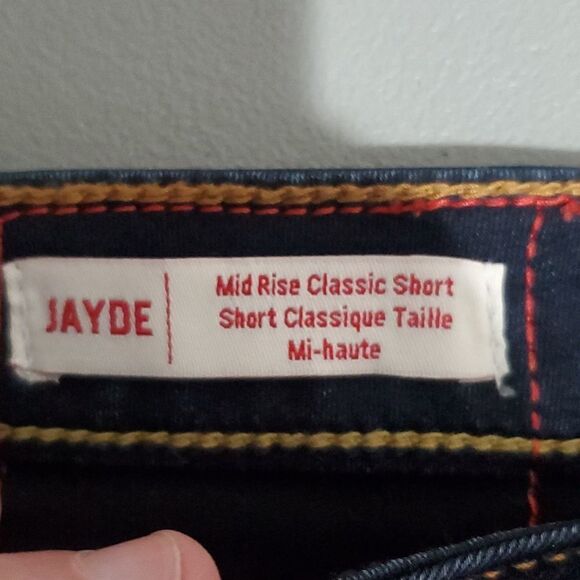 JAYDE
Mid Rise Classic Short
Short Classique Taille
Mi-haute